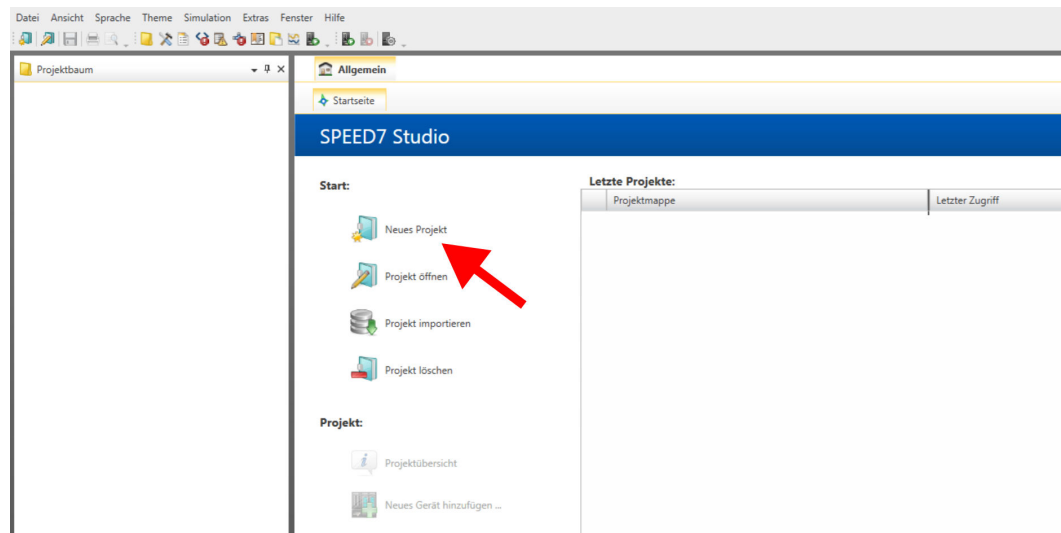 Datei Ansicht Sprache Theme Simulation Extras Fenster Hilfe
Projektbaum
Allgemein
Startseite
SPEED7 Studio
Start:
Neues Projekt
Projekt öffnen
Projekt importieren
Projekt löschen
Projekt:
Projektübersicht
Neues Gerät hinzufügen ...
Letzte Projekte:
Projektmappe Letzter Zugriff